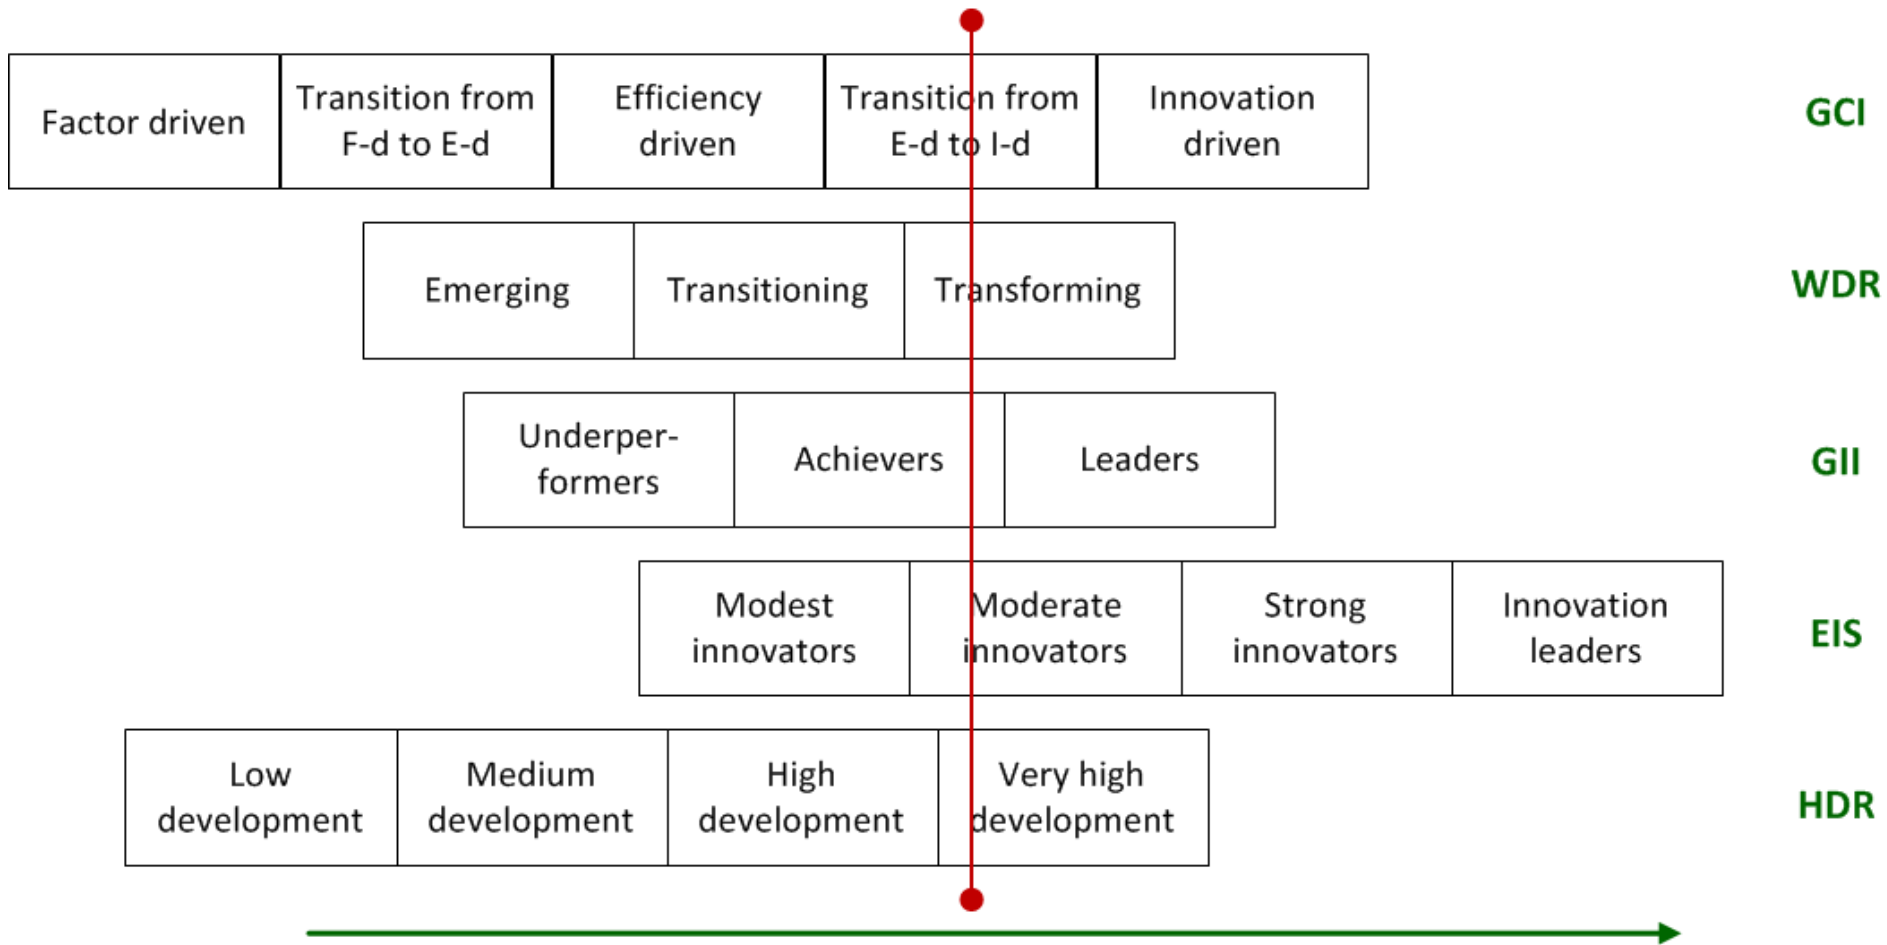 Factor driven
Transition from
F-d to E-d
Efficiency
driven
Transition from
E-d to I-d
Innovation
driven
GCI
Emerging
Transitioning
Transforming
WDR
Underper-
formers
Achievers
Leaders
GII
Modest
innovators
Moderate
innovators
Strong
innovators
Innovation
leaders
EIS
Low
development
Medium
development
High
development
Very high
development
HDR